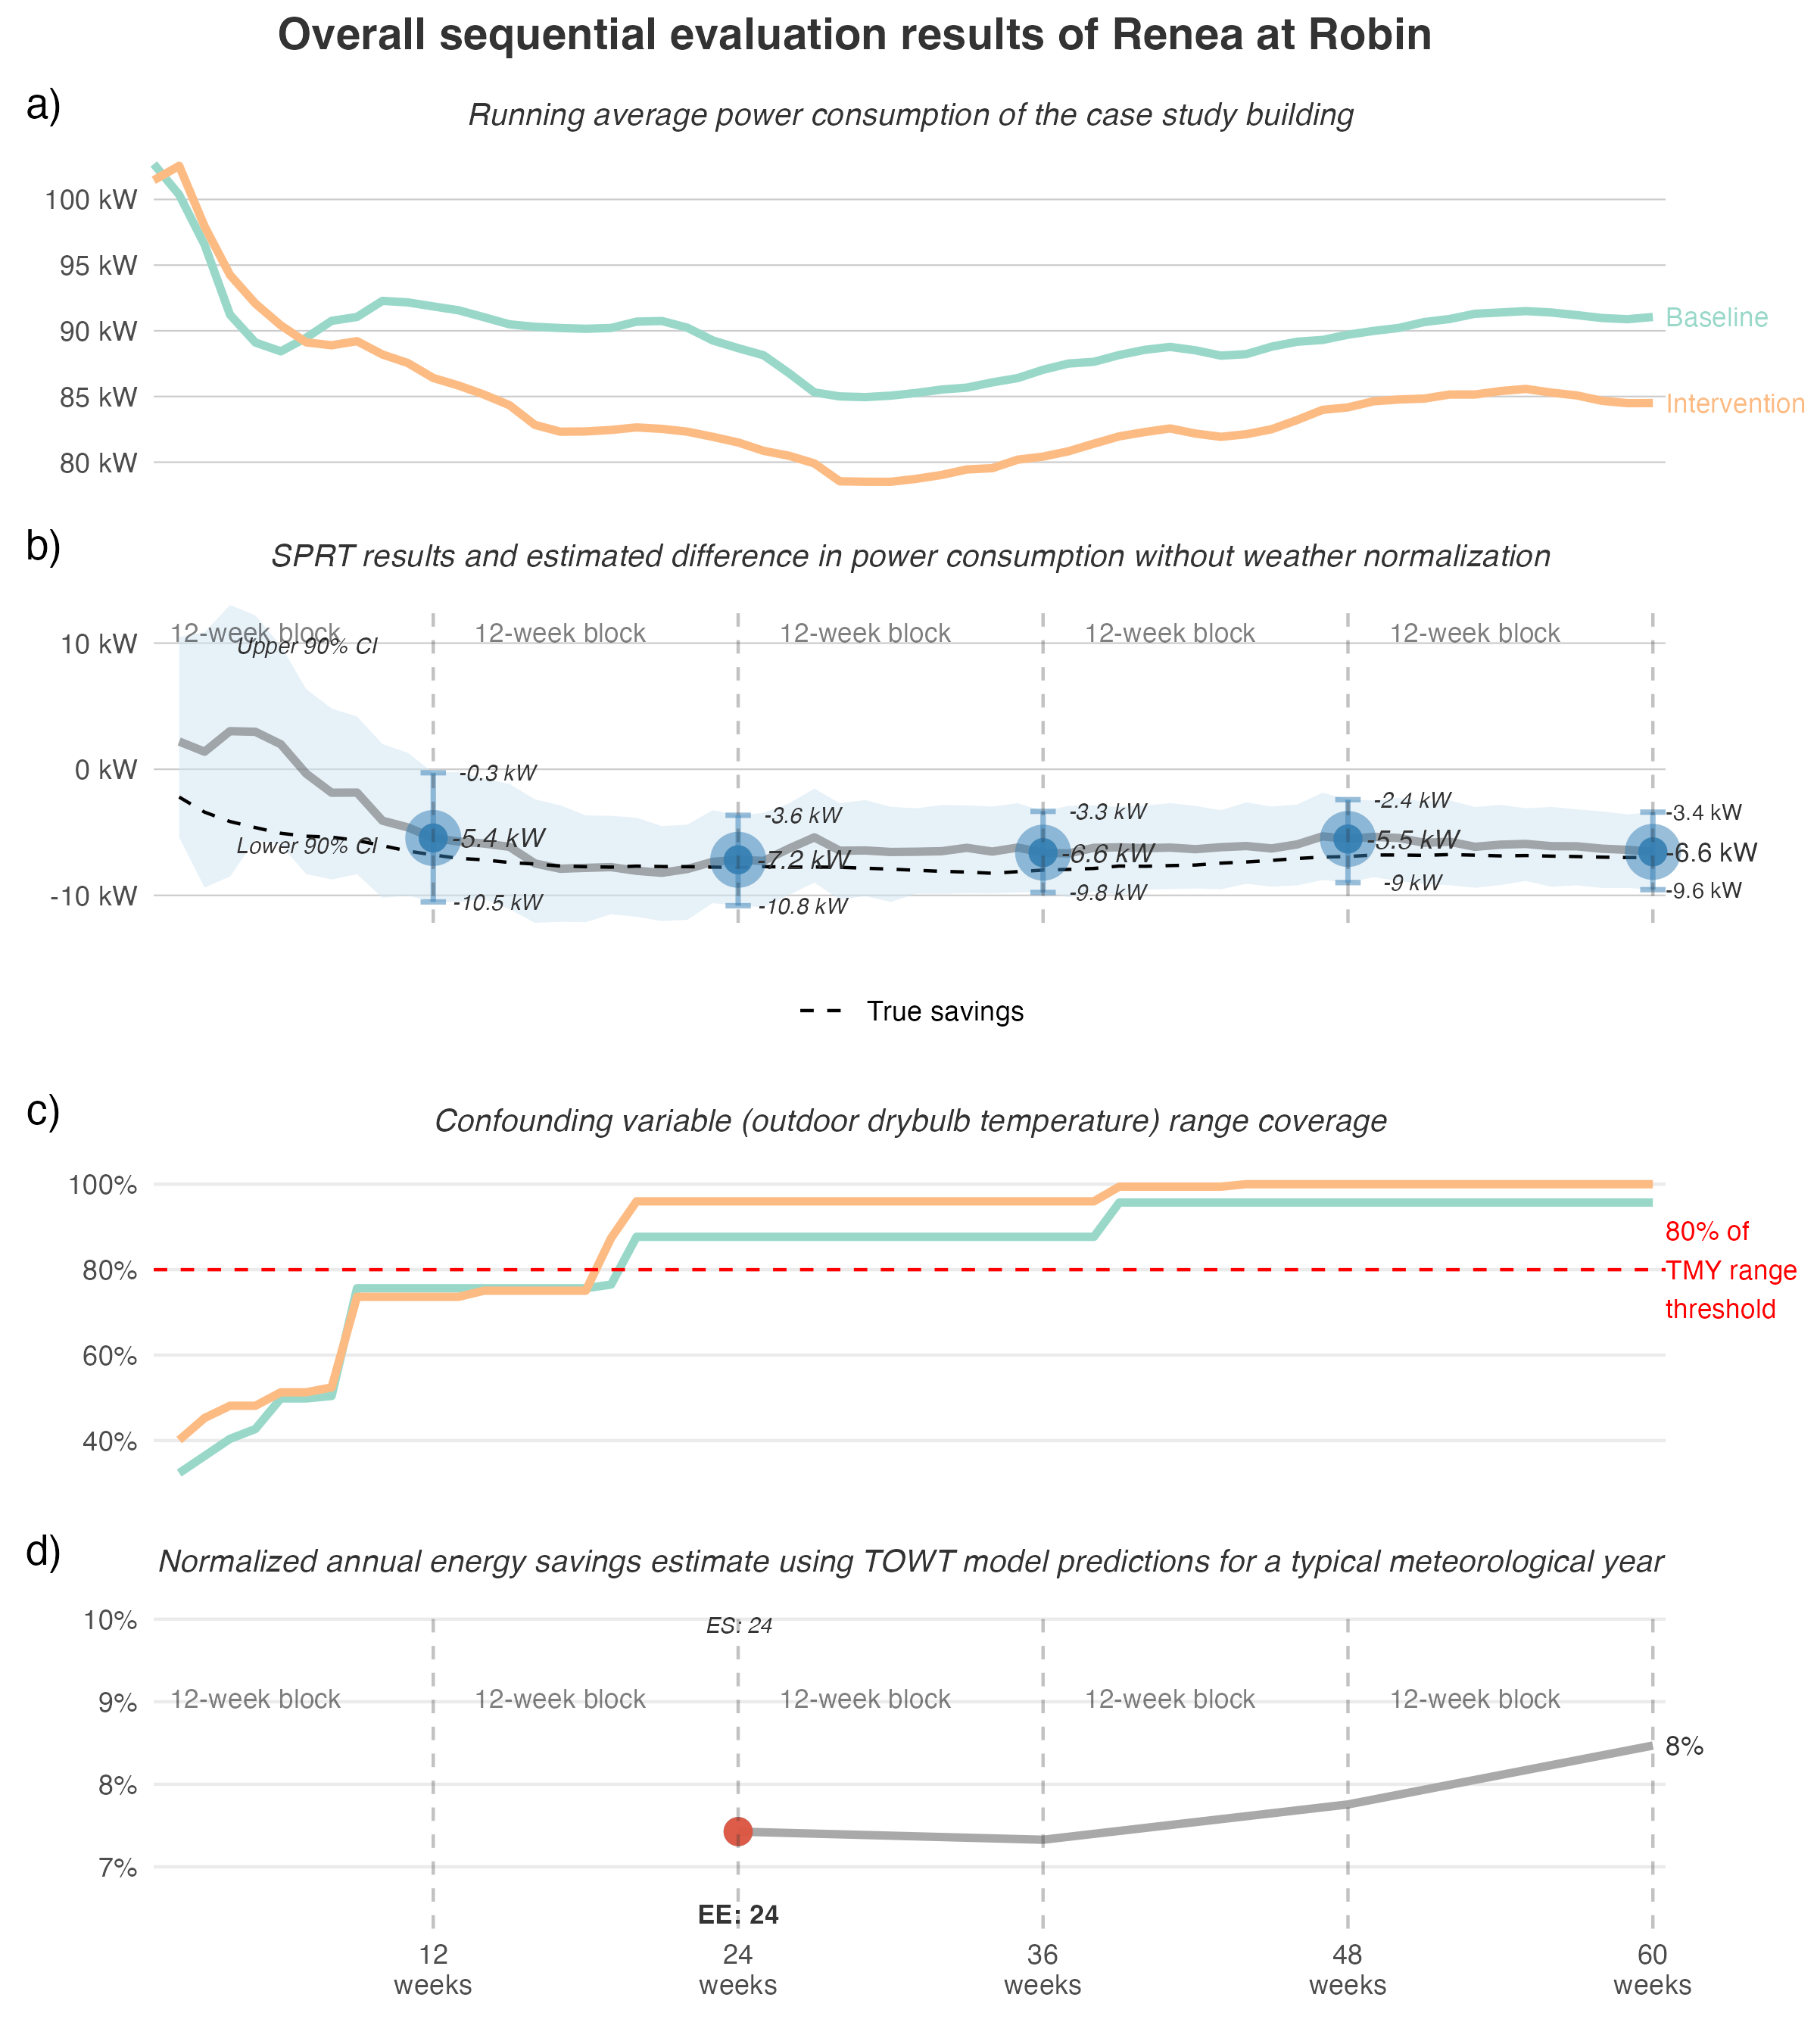 Overall sequential evaluation results of Renea at Robin
a)
Running average power consumption of the case study building
100 kW
95 kW
90 kW
85 kW
80 kW
Baseline
Intervention
b)
SPRT results and estimated difference in power consumption without weather normalization
12-week block
12-week block
12-week block
12-week block
12-week block
10 kW
0 kW
-10 kW
Upper 90% CI
Lower 90% CI
-0.3 kW
-5.4 kW
-10.5 kW
-3.6 kW
-7.2 kW
-10.8 kW
-3.3 kW
-6.6 kW
-9.8 kW
-2.4 kW
-5.5 kW
-9 kW
-3.4 kW
-6.6 kW
-9.6 kW
True savings
c)
Confounding variable (outdoor drybulb temperature) range coverage
100%
80%
60%
40%
80% of
TMY range
threshold
d)
Normalized annual energy savings estimate using TOWT model predictions for a typical meteorological year
10%
9%
8%
7%
ES: 24
12-week block
12-week block
12-week block
12-week block
12-week block
8%
EE: 24
12
weeks
24
weeks
36
weeks
48
weeks
60
weeks